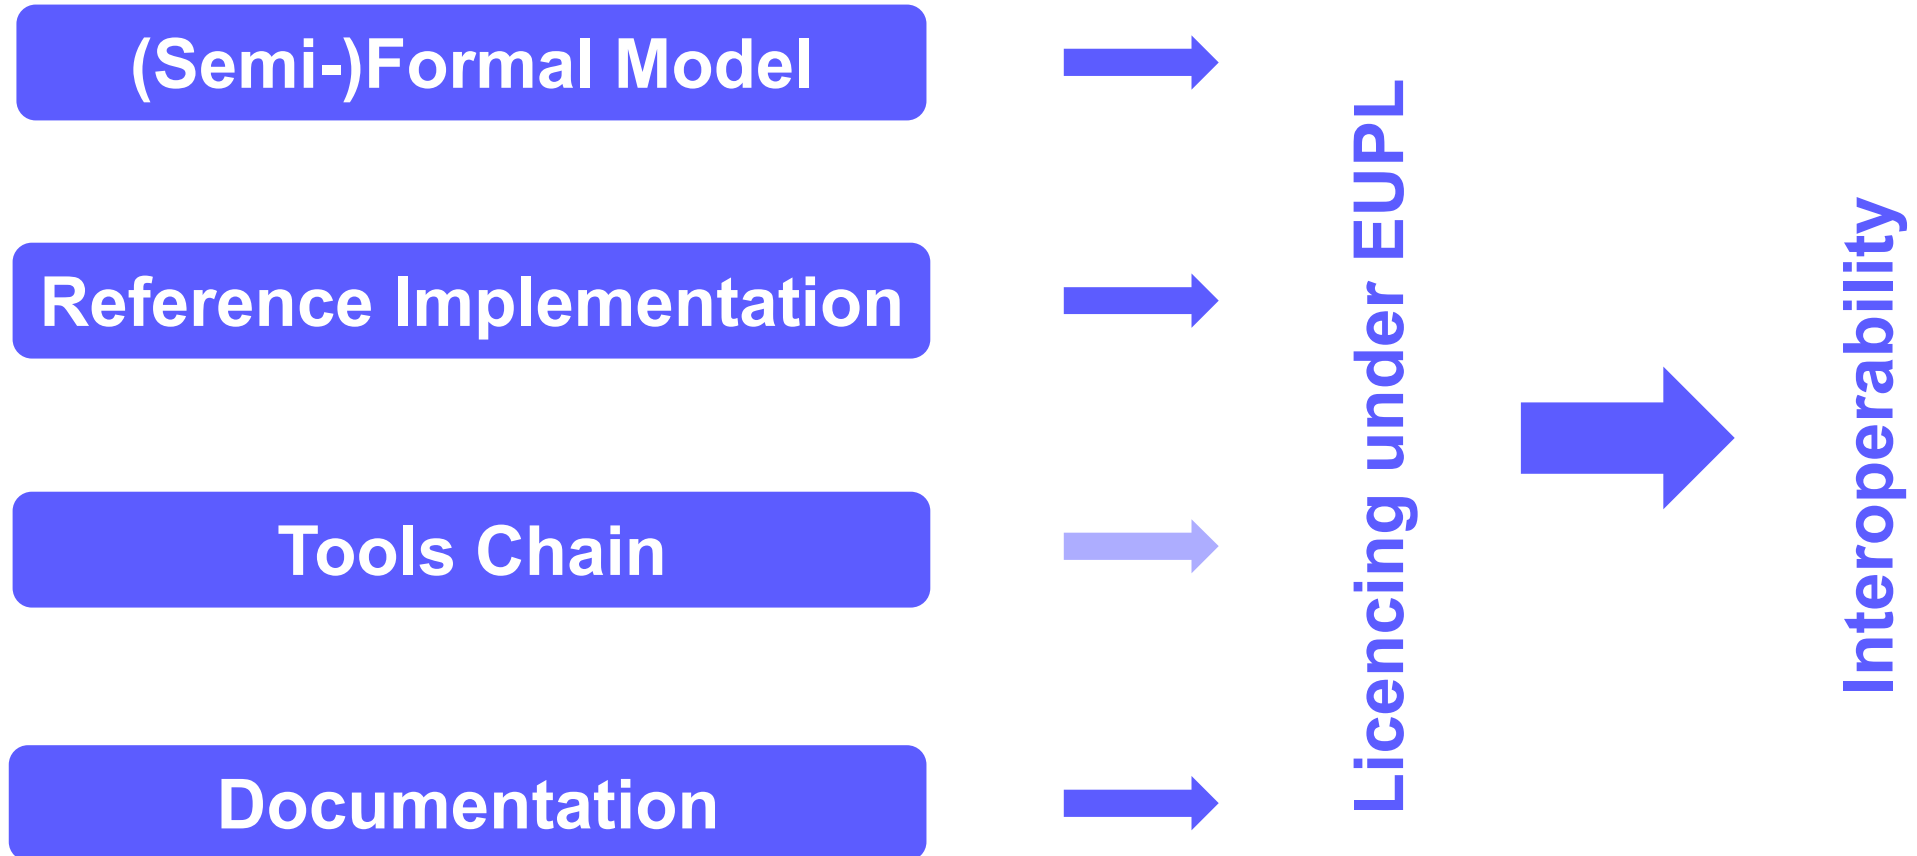 (Semi-)Formal Model
Reference Implementation
Tools Chain
Documentation
Licencing under EUPL
Interoperability